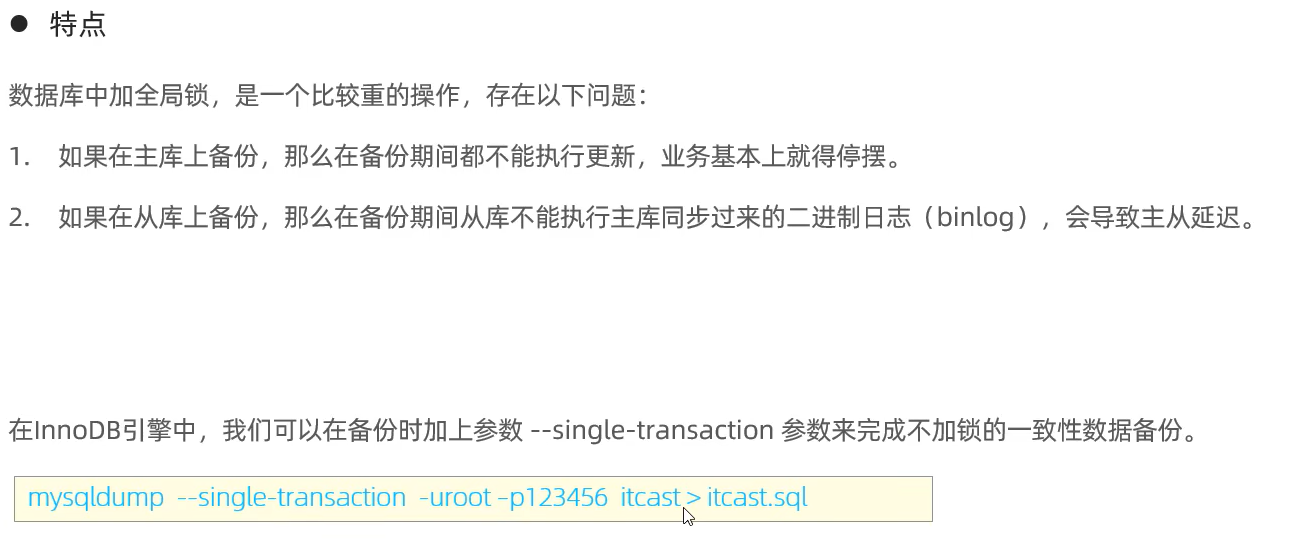 ● 特点
数据库中加全局锁，是一个比较重的操作，存在以下问题：
1. 如果在主库上备份，那么在备份期间都不能执行更新，业务基本上就得停摆。
2. 如果在从库上备份，那么在备份期间从库不能执行主库同步过来的二进制日志（binlog），会导致主从延迟。
在InnoDB引擎中，我们可以在备份时加上参数 --single-transaction 参数来完成不加锁的一致性数据备份。
mysqldump --single-transaction -uroot –p123456 itcast > itcast.sql